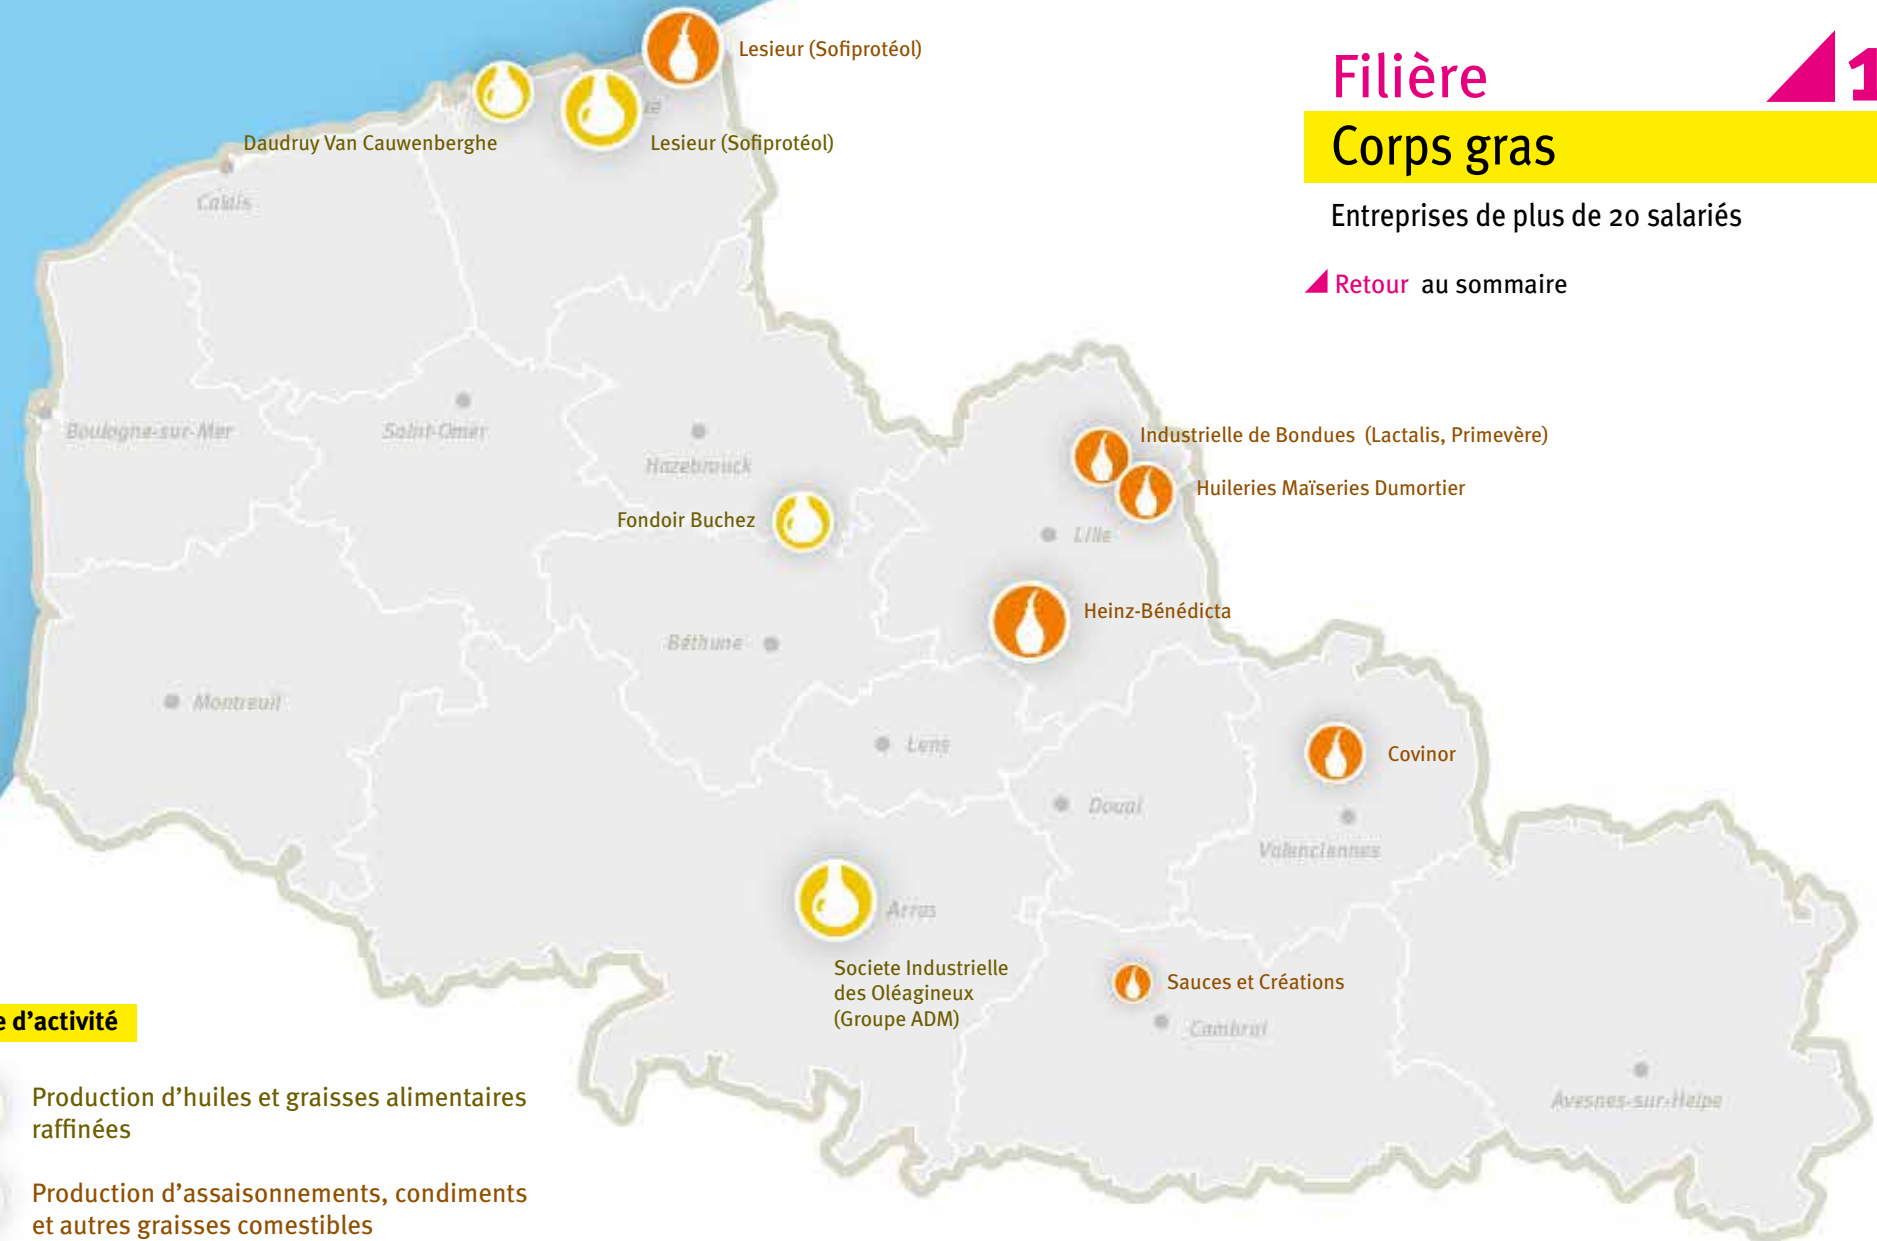 Filière
1
Corps gras
Entreprises de plus de 20 salariés
Retour au sommaire
Lesieur (Sofiprotéol)
Daudruy Van Cauwenberghe
Lesieur (Sofiprotéol)
Calais
Boulogne-sur-Mer
Saint-Omer
Hazebrouck
Industrielle de Bondues (Lactalis, Primevère)
Huileries Maïseries Dumortier
Fondoir Buchez
Lille
Heinz-Bénédicta
Béthune
Montreuil
Lens
Covinor
Douai
Valenciennes
Arras
Societe Industrielle
des Oléagineux
(Groupe ADM)
Sauces et Créations
Cambrai
Avesnes-sur-Helpe
e d'activité
Production d'huiles et graisses alimentaires
raffinées
Production d'assaisonnements, condiments
et autres graisses comestibles